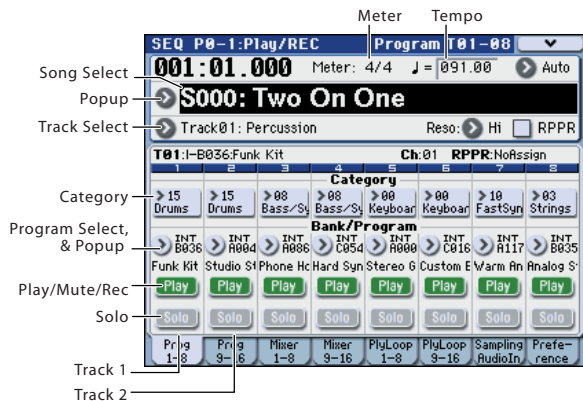 Meter Tempo
SEQ P0-1:Play/REC Program T01-08
001:01.000 Meter: 4/4 ♩= 091.00 Auto
Song Select
Popup
S000: Two On One
Track Select
Track01: Percussion Reso: Hi RPPR
T01:I-B036:Funk Kit Ch:01 RPPR:NoAssign
1 2 3 4 5 6 7 8
Category
Category
15 15 08 08 00 00 10 03
Drums Drums Bass/Sy Bass/Sy Keyboar Keyboar FastSyn Strings
Bank/Program
Program Select,
& Popup
INT INT INT INT INT INT INT INT
B036 A004 A086 C054 A000 C016 A117 B035
Funk Kit Studio St Phone Hc Hard Syn Stereo G Custom E Warm An Analog S
Play/Mute/Rec
Play Play Play Play Play Play Play Play
Solo
Solo Solo Solo Solo Solo Solo Solo Solo
Prog Prog Mixer Mixer PlyLoop PlyLoop Sampling Prefe-
1-8 9-16 1-8 9-16 1-8 9-16 AudioIn rence
Track 1
Track 2